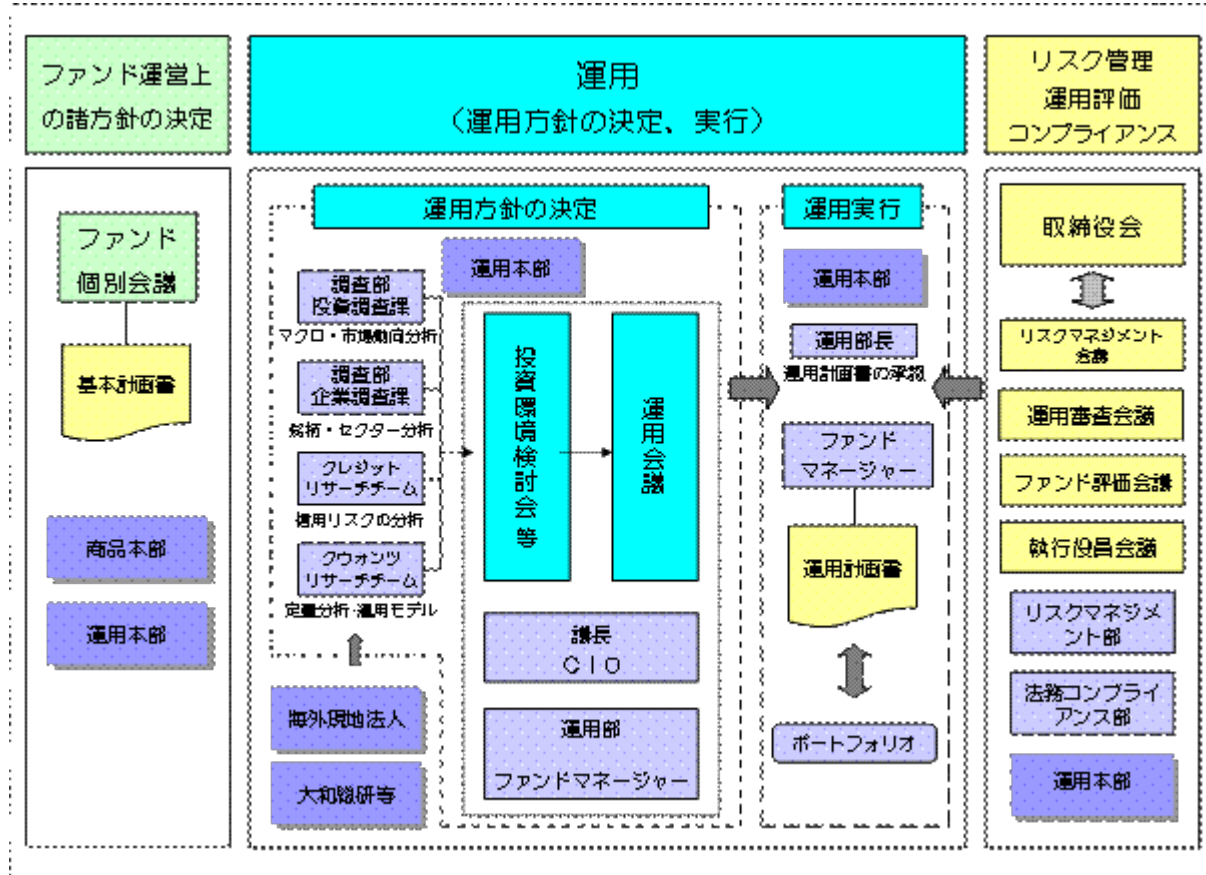 ファンド運営上
の諸方針の決定
運用
(運用方針の決定、実行)
リスク管理
運用評価
コンプライアンス
ファンド
個別会議
基本計画書
商品本部
運用本部
運用方針の決定
運用本部
調査部
投資調査課
マクロ・市場動向分析
調査部
企業調査課
銘柄・セクター分析
クレジット
リサーチチーム
信用リスクの分析
クウォンツ
リサーチチーム
定量分析・運用モデル
海外現地法人
大和総研等
投資環境検討会 等
運用会議
議長
CIO
運用部
ファンドマネージャー
運用実行
運用本部
運用部長
運用計画書の承認
ファンド
マネージャー
運用計画書
ポートフォリオ
取締役会
リスクマネジメント
会議
運用審査会議
ファンド評価会議
執行役員会議
リスクマネジメ
ント部
法務コンプライ
アンス部
運用本部